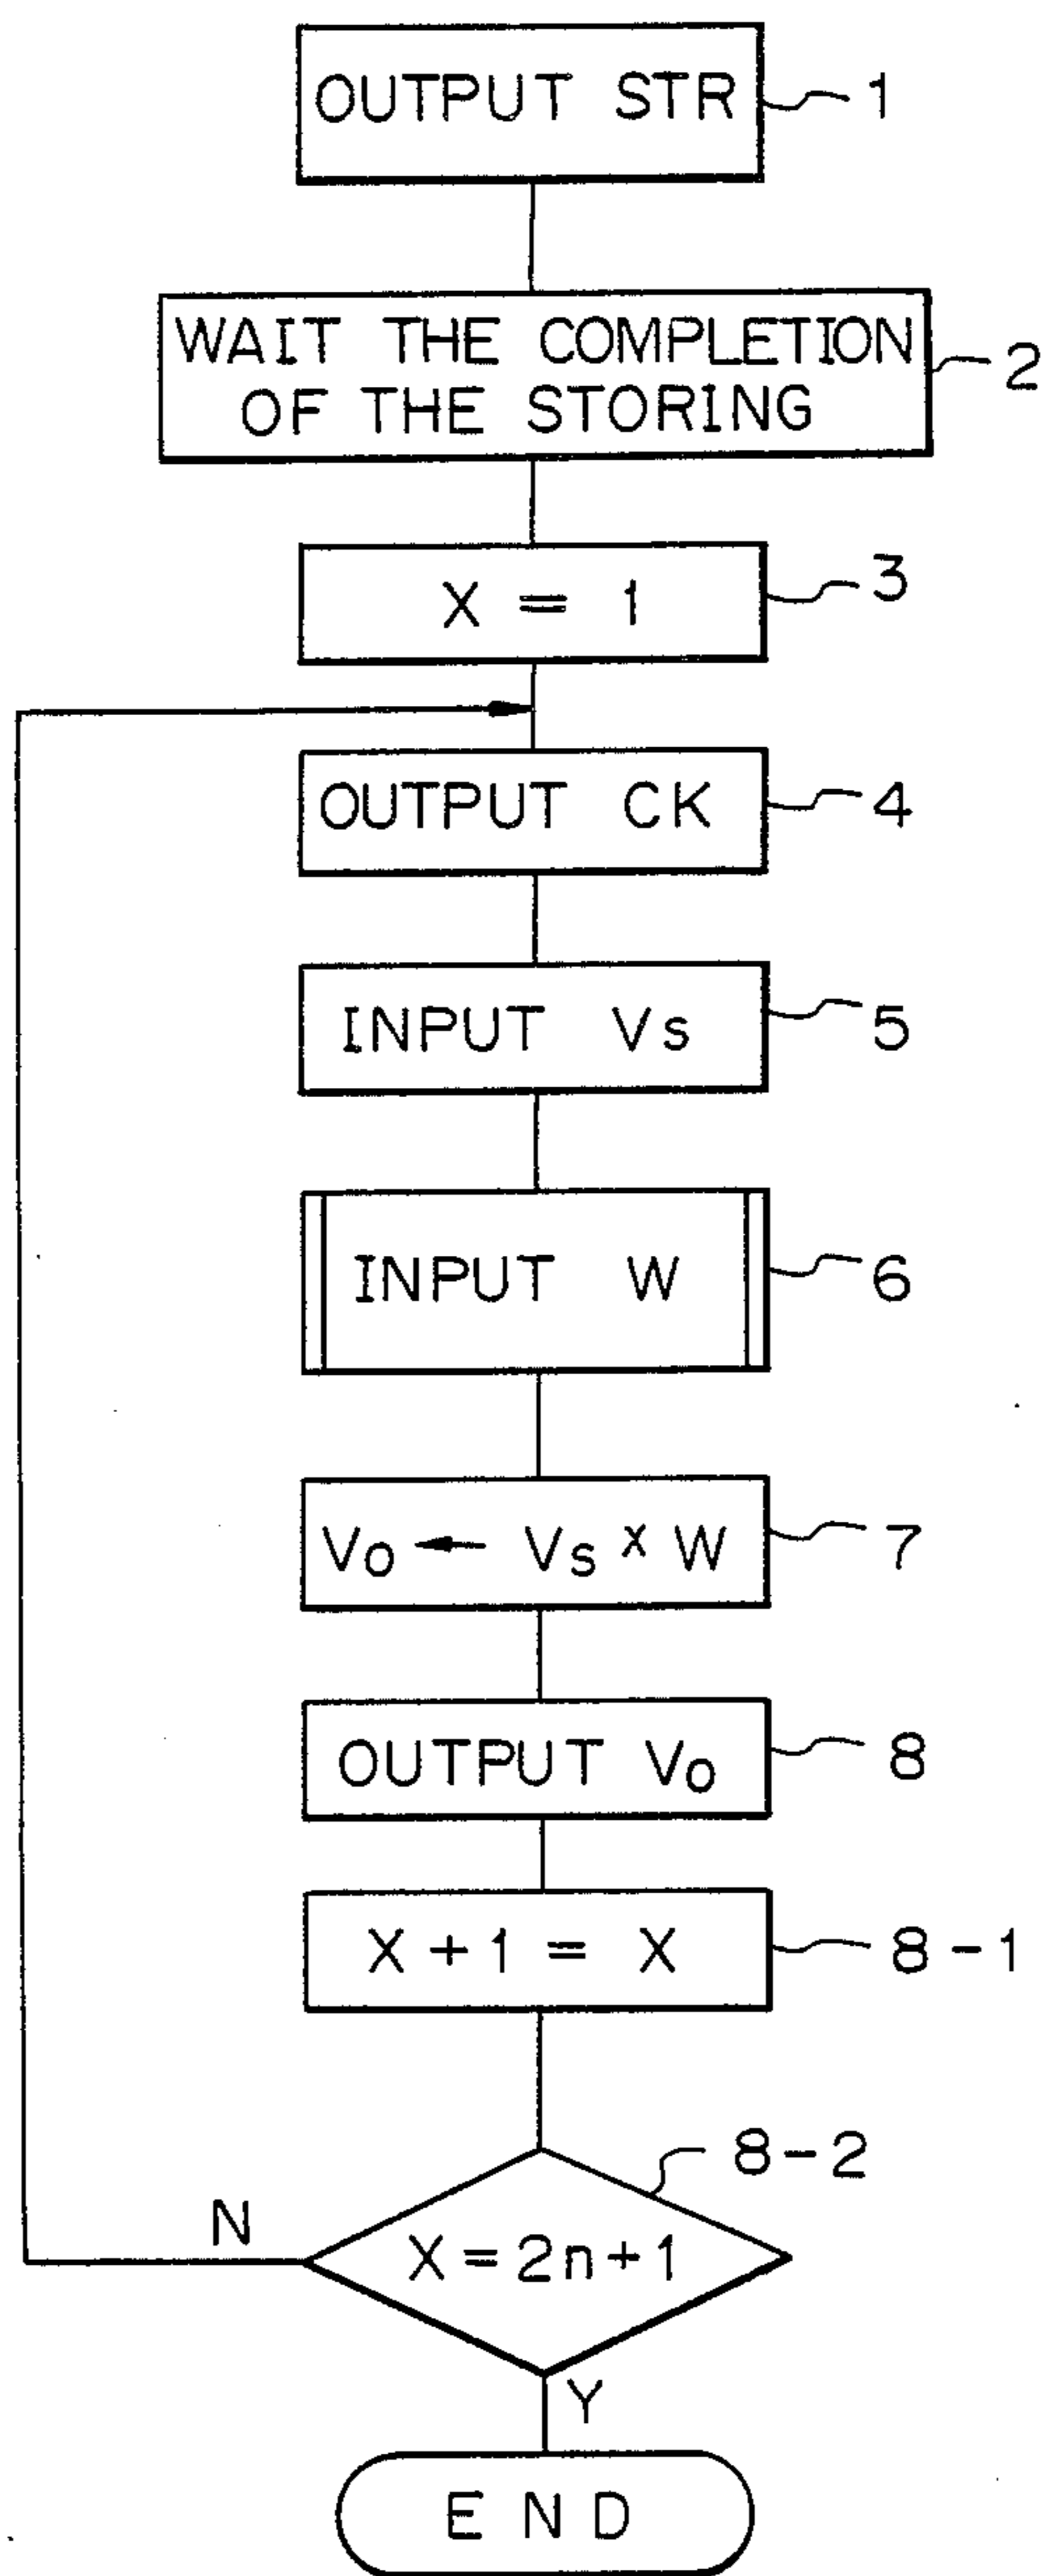 OUTPUT STR
1
WAIT THE COMPLETION
OF THE STORING
2
X = 1
3
OUTPUT CK
4
INPUT Vs
5
INPUT W
6
Vo ← Vs x W
7
OUTPUT Vo
8
X + 1 = X
8-1
8-2
X = 2n + 1
N
Y
END